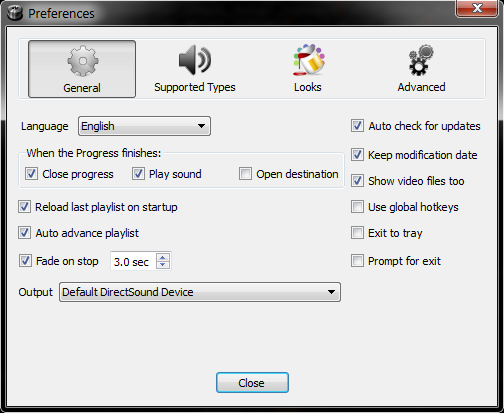 Preferences
General Supported Types Looks Advanced
Language English
Auto check for updates
When the Progress finishes:
Keep modification date
Close progress Play sound Open destination
Show video files too
Reload last playlist on startup
Use global hotkeys
Auto advance playlist
Exit to tray
Fade on stop 3.0 sec
Prompt for exit
Output Default DirectSound Device
Close